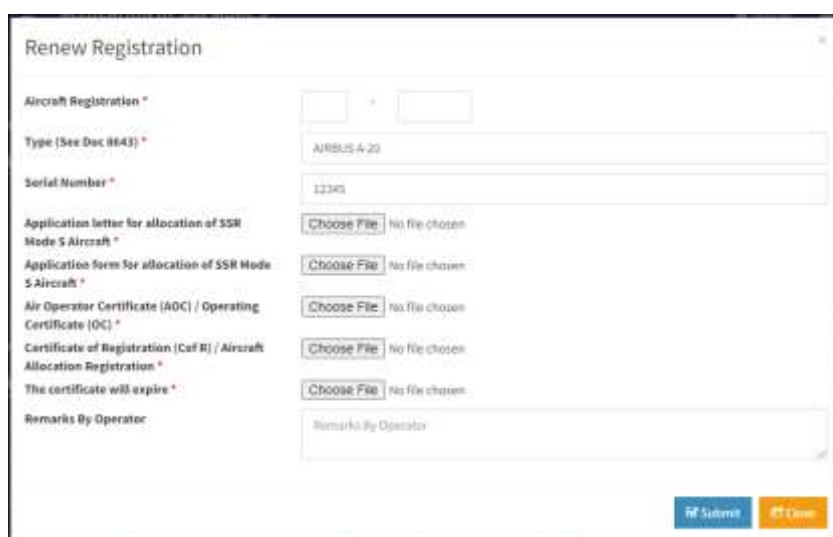 Renew Registration
×
Aircraft Registration *
-
Type (See Doc 8643) *
AIRBUS A-20
Serial Number *
12345
Application letter for allocation of SSR
Mode S Aircraft *
Choose File No file chosen
Application form for allocation of SSR Mode
S Aircraft *
Choose File No file chosen
Air Operator Certificate (AOC) / Operating
Certificate (OC) *
Choose File No file chosen
Certificate of Registration (Cof R) / Aircraft
Allocation Registration *
Choose File No file chosen
The certificate will expire *
Choose File No file chosen
Remarks By Operator
Remarks By Operator
Submit
Close